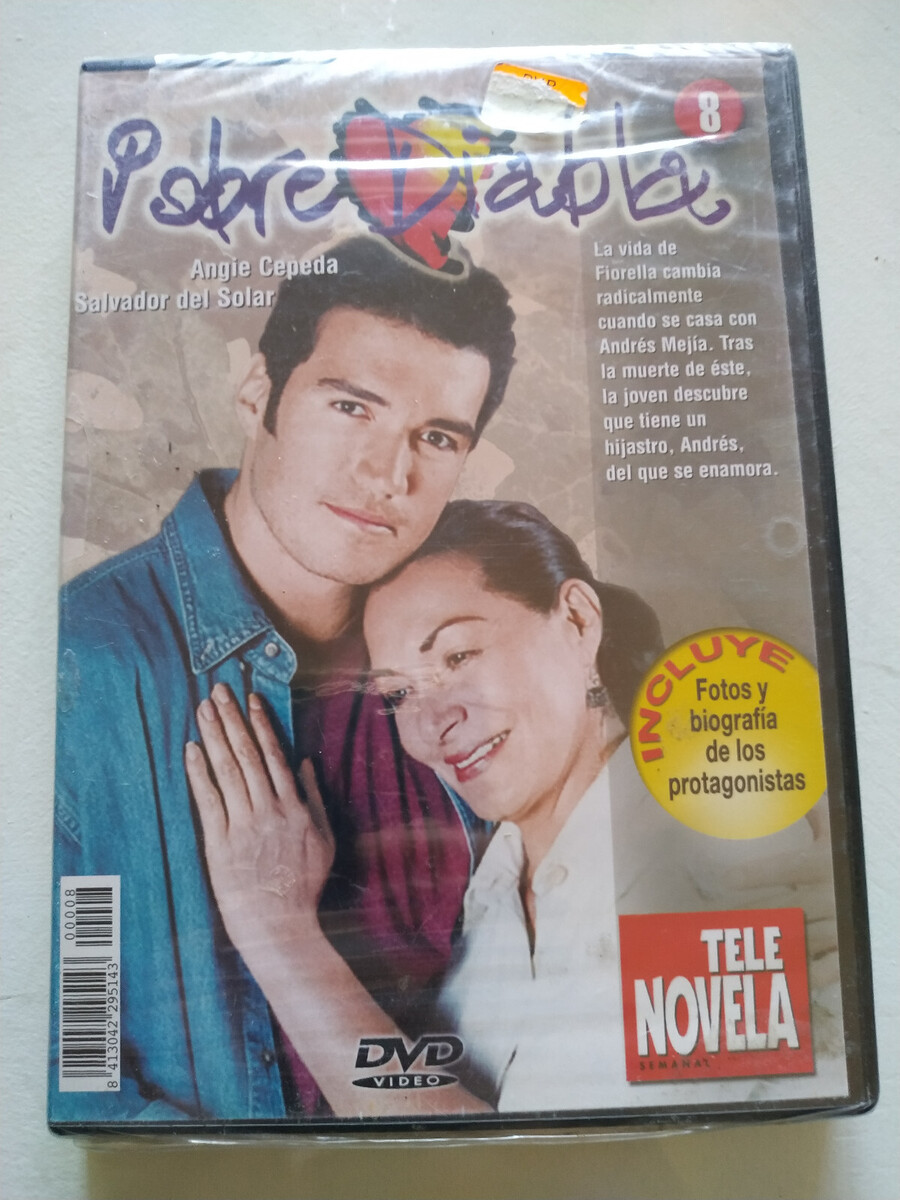 8
Pobre Diabla
Angie Cepeda
Salvador del Solar
La vida de
Fiorella cambia
radicalmente
cuando se casa con
Andrés Mejía. Tras
la muerte de éste,
la joven descubre
que tiene un
hijastro, Andrés,
del que se enamora.
INCLUYE
Fotos y
biografía
de los
protagonistas
TELE
NOVELA
SEMANAL
DVD
VIDEO
00008
8 413042 295143